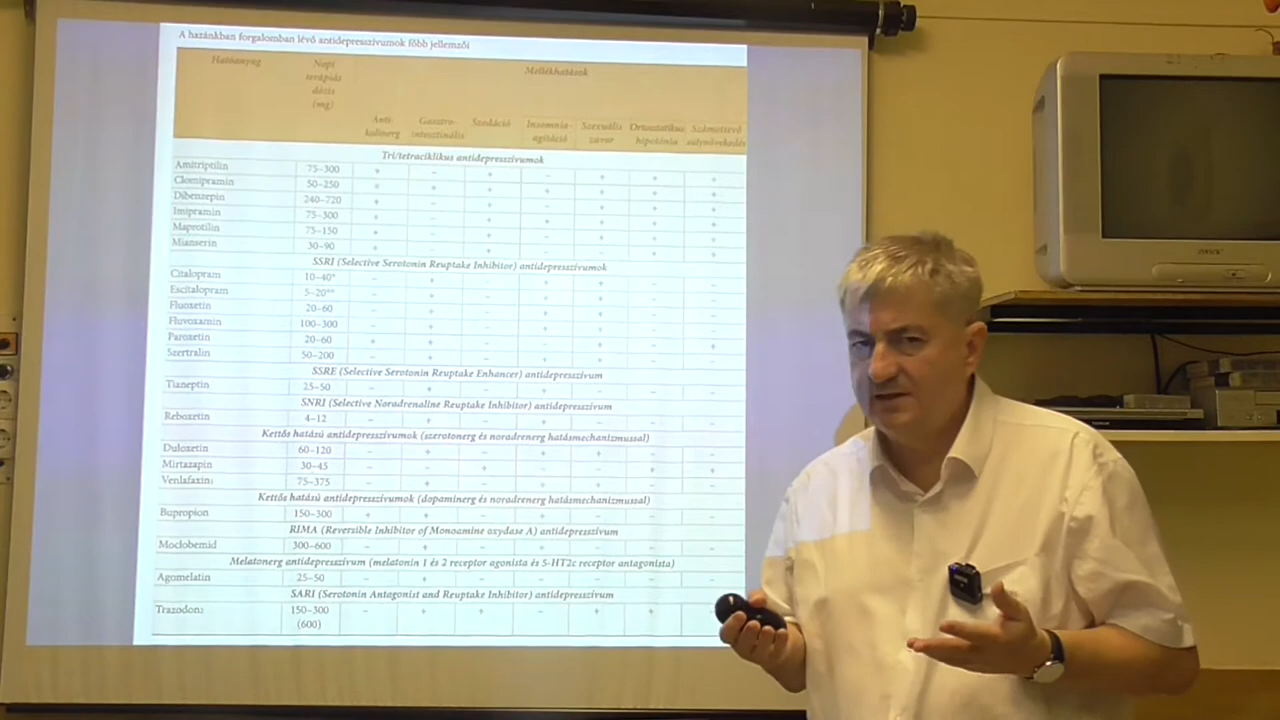 A hazánkban forgalomban lévő antidepresszívumok főbb jellemzői
Hatóanyag Napi terápiás dózis (mg) Mellékhatások
Anti-kolinerg Gasztro-intesztinális Szedáció Insomnia-agitáció Szexuális zavar Ortosztatikus hipotónia Számottevő súlynövekedés
Tri/tetraciklikus antidepresszívumok
Amitriptilin 75–300 + – + – + + +
Clomipramin 50–250 + + + + + + +
Dibenzepin 240–720 + – + – + + +
Imipramin 75–300 + – + + + + +
Maprotilin 75–150 + – + – + + +
Mianserin 30–90 + – + – – + +
SSRI (Selective Serotonin Reuptake Inhibitor) antidepresszívumok
Citalopram 10–40* – + – + + – –
Escitalopram 5–20** – + – + + – –
Fluoxetin 20–60 – + – + + – –
Fluvoxamin 100–300 – + – + + – –
Paroxetin 20–60 + + – – + – +
Szertralin 50–200 – + – + + – –
SSRE (Selective Serotonin Reuptake Enhancer) antidepresszívum
Tianeptin 25–50 – + – + – – –
SNRI (Selective Noradrenaline Reuptake Inhibitor) antidepresszívum
Reboxetin 4–12 – + – + – – –
Kettős hatású antidepresszívumok (szerotonerg és noradrenerg hatásmechanizmussal)
Duloxetin 60–120 – + – + + – –
Mirtazapin 30–45 – – + – – + +
Venlafaxin1 75–375 – + – + + – –
Kettős hatású antidepresszívumok (dopaminerg és noradrenerg hatásmechanizmussal)
Bupropion 150–300 + + – + – – –
RIMA (Reversible Inhibitor of Monoamine oxydase A) antidepresszívum
Moclobemid 300–600 – + – + – – –
Melatonerg antidepresszívum (melatonin 1 és 2 receptor agonista és 5-HT2c receptor antagonista)
Agomelatin 25–50 – + – – – – –
SARI (Serotonin Antagonist and Reuptake Inhibitor) antidepresszívum
Trazodon2 150–300 – + + – + +
(600)